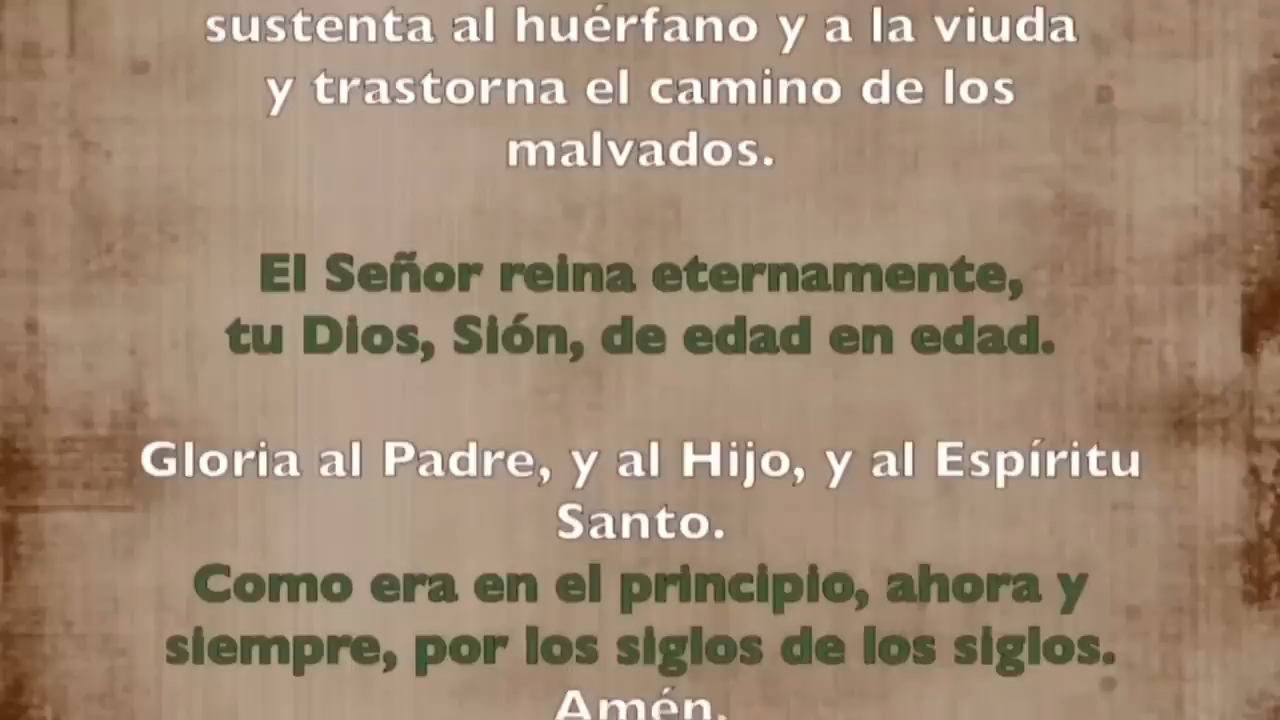 sustenta al huérfano y a la viuda
y trastorna el camino de los
malvados.
El Señor reina eternamente,
tu Dios, Sión, de edad en edad.
Gloria al Padre, y al Hijo, y al Espíritu
Santo.
Como era en el principio, ahora y
siempre, por los siglos de los siglos.
Amén.